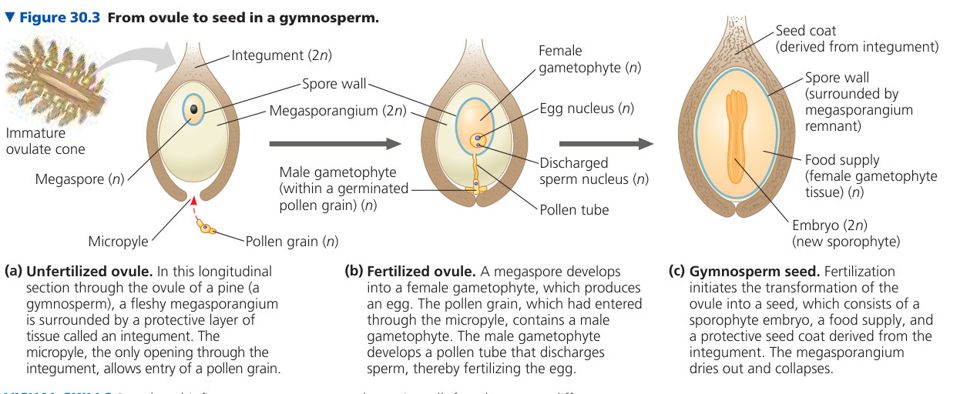 ▼ Figure 30.3 From ovule to seed in a gymnosperm.
Immature
ovulate cone
Integument (2n)
Spore wall
Megasporangium (2n)
Megaspore (n)
Male gametophyte
(within a germinated
pollen grain) (n)
Micropyle
Pollen grain (n)
Female
gametophyte (n)
Egg nucleus (n)
Discharged
sperm nucleus (n)
Pollen tube
Seed coat
(derived from integument)
Spore wall
(surrounded by
megasporangium
remnant)
Food supply
(female gametophyte
tissue) (n)
Embryo (2n)
(new sporophyte)
(a) Unfertilized ovule. In this longitudinal
section through the ovule of a pine (a
gymnosperm), a fleshy megasporangium
is surrounded by a protective layer of
tissue called an integument. The
micropyle, the only opening through the
integument, allows entry of a pollen grain.
(b) Fertilized ovule. A megaspore develops
into a female gametophyte, which produces
an egg. The pollen grain, which had entered
through the micropyle, contains a male
gametophyte. The male gametophyte
develops a pollen tube that discharges
sperm, thereby fertilizing the egg.
(c) Gymnosperm seed. Fertilization
initiates the transformation of the
ovule into a seed, which consists of a
sporophyte embryo, a food supply, and
a protective seed coat derived from the
integument. The megasporangium
dries out and collapses.